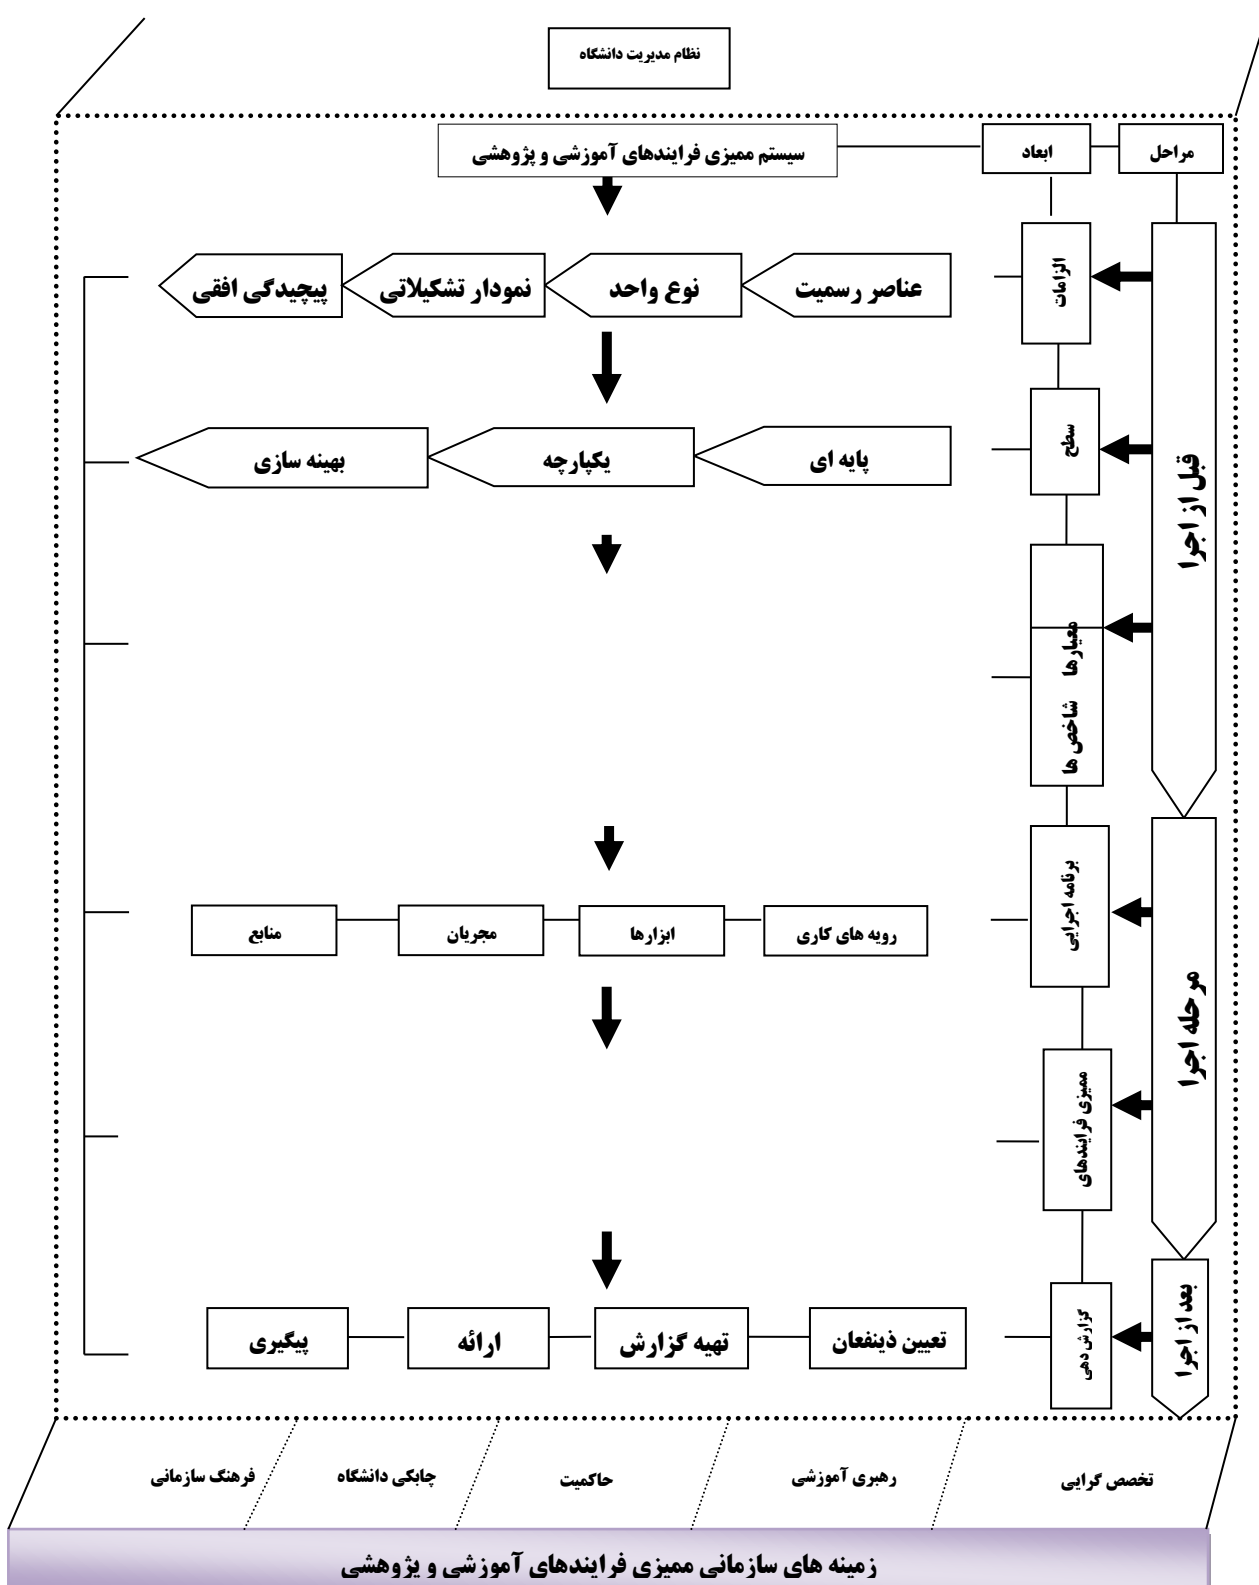 نظام مدیریت دانشگاه
مراحل
ابعاد
سیستم ممیزی فرایندهای آموزشی و پژوهشی
قبل از اجرا
الزامات
عناصر رسمیت
نوع واحد
نمودار تشکیلاتی
پیچیدگی افقی
سطح
پایه ای
یکپارچه
بهینه سازی
معیارها
شاخص ها
مرحله اجرا
برنامه اجرایی
رویه های کاری
ابزارها
مجریان
منابع
ممیزی فرایندهای
بعد از اجرا
گزارش دهی
تعیین ذینفعان
تهیه گزارش
ارائه
پیگیری
تخصص گرایی
رهبری آموزشی
حاکمیت
چابکی دانشگاه
فرهنگ سازمانی
زمینه های سازمانی ممیزی فرایندهای آموزشی و پژوهشی